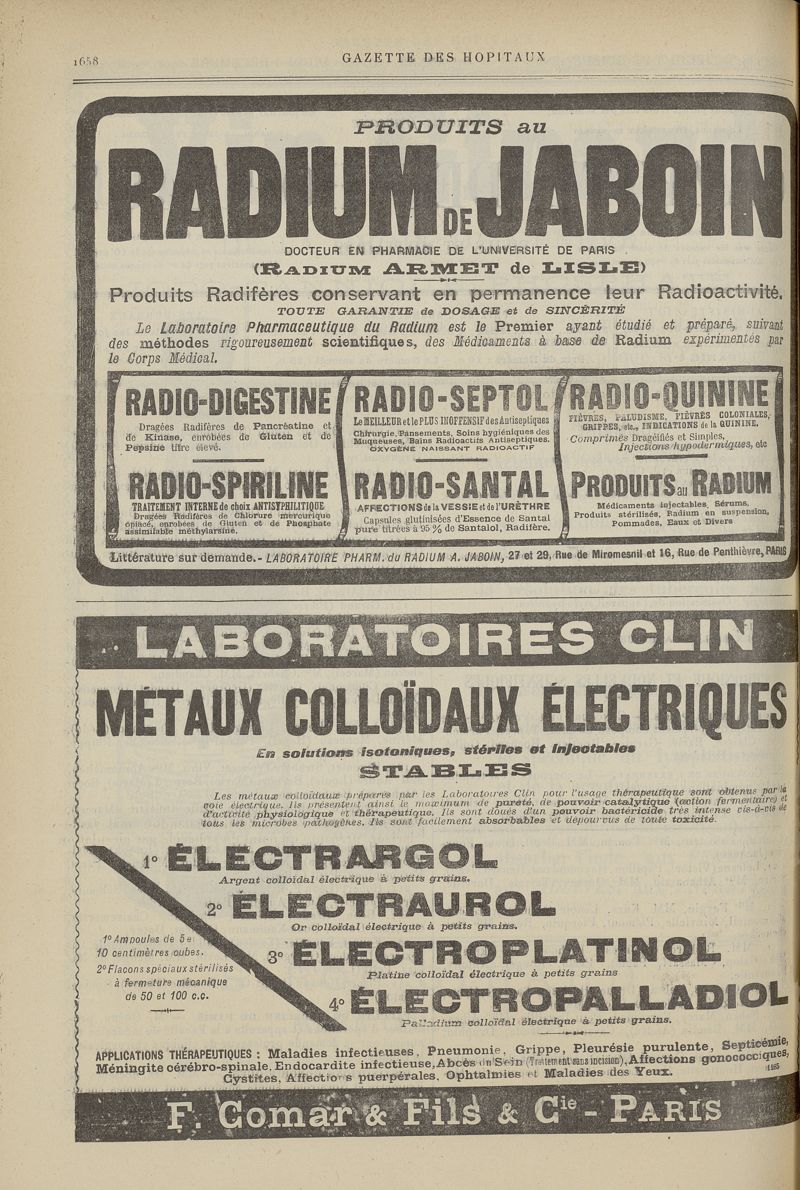 1658
GAZETTE DES HOPITAUX
PRODUITS au
RADIUM DE JABOIN
DOCTEUR EN PHARMACIE DE L'UNIVERSITÉ DE PARIS
(RADIUM ARMET de LISLE)
Produits Radifères conservant en permanence leur Radioactivité.
TOUTE GARANTIE de DOSAGE et de SINCÉRITÉ
Le Laboratoire Pharmaceutique du Radium est le Premier ayant étudié et préparé, suivant
des méthodes rigoureusement scientifiques, des Médicaments à base de Radium expérimentés par
le Corps Médical.
RADIO-DIGESTINE
Dragées Radifères de Pancréatine et
de Kinase, enrobées de Gluten et de
Pepsine titre élevé.
RADIO-SEPTOL
Le MEILLEUR et le PLUS INOFFENSIF des Antiseptiques
Chirurgie, Pansements, Soins hygiéniques des
Muqueuses, Bains Radioactifs Antiseptiques.
OXYGÈNE NAISSANT RADIOACTIF
RADIO-QUININE
FIÈVRES, PALUDISME, FIÈVRES COLONIALES,
GRIPPES, etc., INDICATIONS de la QUININE.
Comprimés Dragéifiés et Simples,
Injections hypodermiques, etc
RADIO-SPIRILINE
TRAITEMENT INTERNE de choix ANTISYPHILITIQUE
Dragées Radifères de Chlorure mercurique
opiacé, enrobées de Gluten et de Phosphate
assimilable méthylarsiné.
RADIO-SANTAL
AFFECTIONS de la VESSIE et de l'URÈTHRE
Capsules glutinisées d'Essence de Santal
pure titrées à 95 % de Santalol, Radifère.
PRODUITS au RADIUM
Médicaments injectables, Sérums,
Produits stérilisés, Radium en suspension,
Pommades, Eaux et Divers
Littérature sur demande. - LABORATOIRE PHARM. du RADIUM A. JABOIN, 27 et 29, Rue de Miromesnil et 16, Rue de Penthièvre, PARIS
LABORATOIRES CLIN
MÉTAUX COLLOÏDAUX ÉLECTRIQUES
En solutions isotoniques, stériles et injectables
STABLES
Les métaux colloïdaux préparés par les Laboratoires Clin pour l'usage thérapeutique sont obtenus par la
voie électrique. Ils présentent ainsi le maximum de pureté, de pouvoir catalytique (action fermentaire) et
d'activité physiologique et thérapeutique. Ils sont doués d'un pouvoir bactéricide très intense vis-à-vis de
tous les microbes pathogènes. Ils sont facilement absorbables et dépourvus de toute toxicité.
1° ÉLECTRARGOL
Argent colloïdal électrique à petits grains.
2° ÉLECTRAUROL
Or colloïdal électrique à petits grains.
3° ÉLECTROPLATINOL
Platine colloïdal électrique à petits grains
4° ÉLECTROPALLADIOL
Palladium colloïdal électrique à petits grains.
1° Ampoules de 5 et
10 centimètres cubes.
2° Flacons spéciaux stérilisés
à fermeture mécanique
de 50 et 100 c.c.
APPLICATIONS THÉRAPEUTIQUES : Maladies infectieuses, Pneumonie, Grippe, Pleurésie purulente, Septicémie,
Méningite cérébro-spinale, Endocardite infectieuse, Abcès du Sein (Traitement sans incision), Affections gonococciques,
Cystites, Affections puerpérales, Ophtalmies et Maladies des Yeux.
F. Comar & Fils & Cie - PARIS